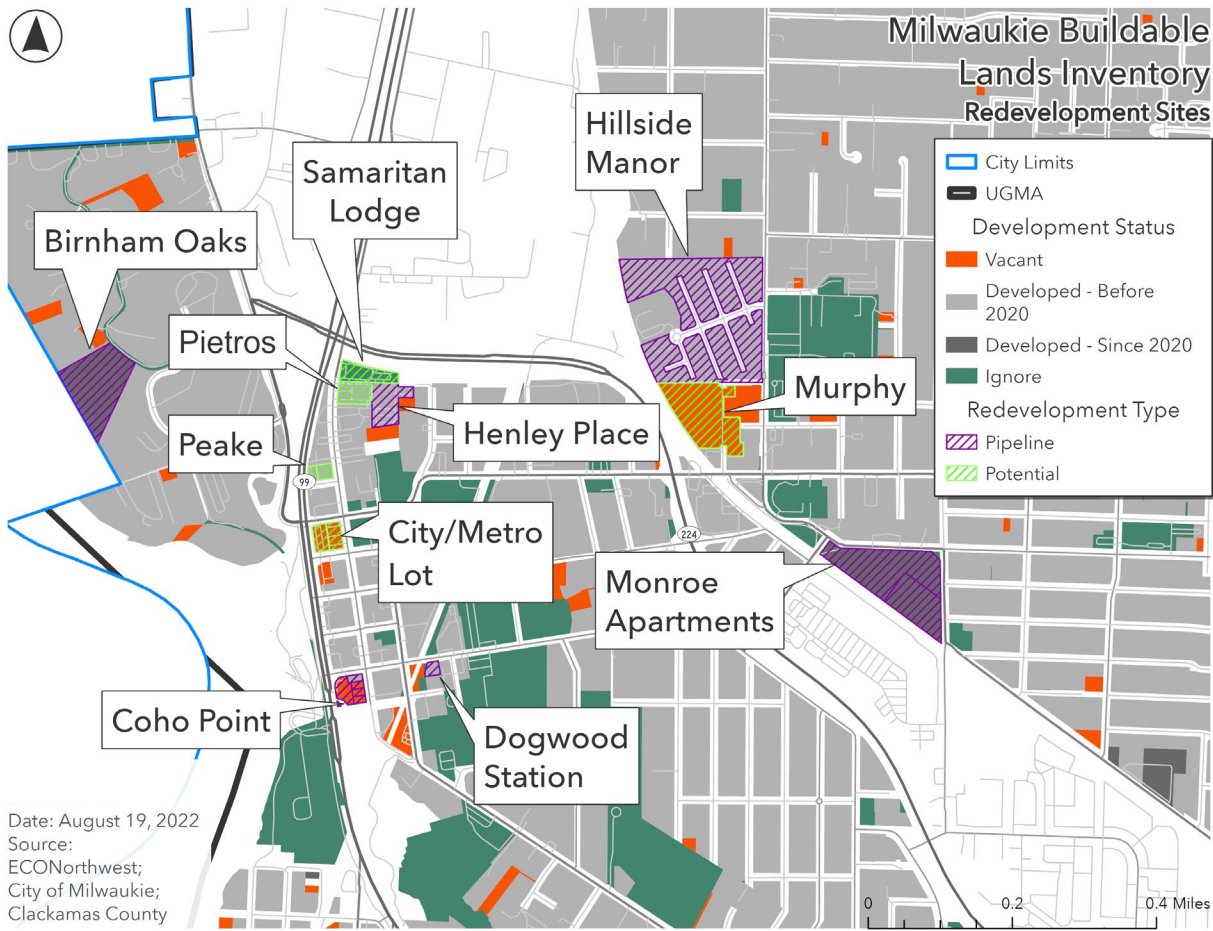 Milwaukie Buildable
Lands Inventory
Redevelopment Sites
City Limits
UGMA
Development Status
Vacant
Developed - Before
2020
Developed - Since 2020
Ignore
Redevelopment Type
Pipeline
Potential
Hillside
Manor
Samaritan
Lodge
Birnham Oaks
Pietros
Murphy
Henley Place
Peake
99
City/Metro
Lot
224
Monroe
Apartments
Coho Point
Dogwood
Station
Date: August 19, 2022
Source:
ECONorthwest;
City of Milwaukie;
Clackamas County
0 0.2 0.4 Miles